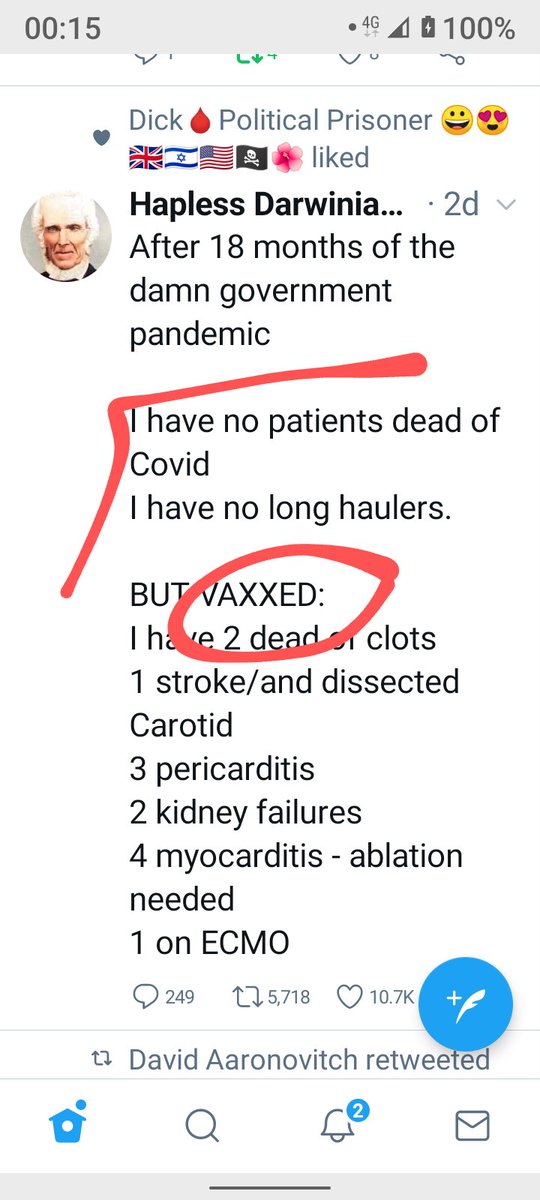 00:15
4G
100%
1
4
8
Dick Political Prisoner
liked
Hapless Darwinia... · 2d
After 18 months of the
damn government
pandemic
I have no patients dead of
Covid
I have no long haulers.
BUT VAXXED:
I have 2 dead of clots
1 stroke/and dissected
Carotid
3 pericarditis
2 kidney failures
4 myocarditis - ablation
needed
1 on ECMO
249 5,718 10.7K
David Aaronovitch retweeted
2